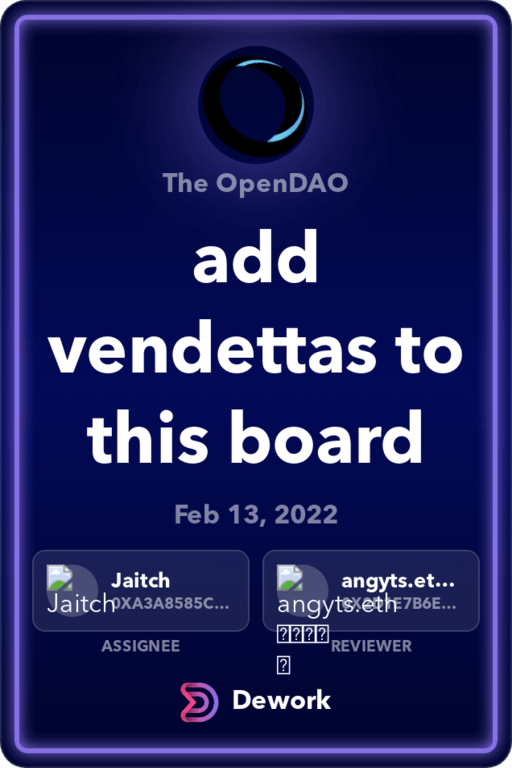 The OpenDAO
add
vendettas to
this board
Feb 13, 2022
Jaitch
Jaitch
0XA3A8585C...
ASSIGNEE
angyts.et...
angyts.eth
REVIEWER
Dework